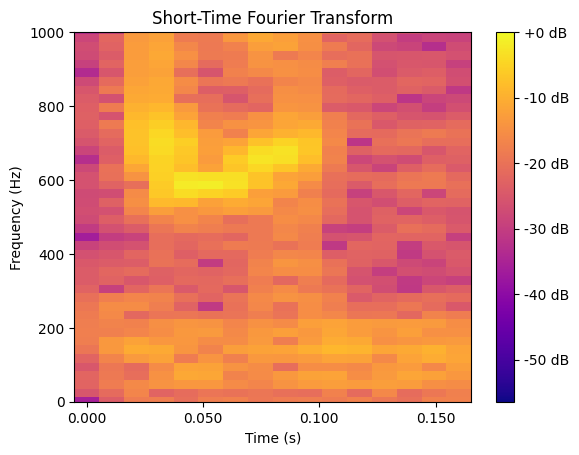 Short-Time Fourier Transform
Frequency (Hz)
1000
800
600
400
200
0
0.000
0.050
0.100
0.150
Time (s)
+0 dB
-10 dB
-20 dB
-30 dB
-40 dB
-50 dB